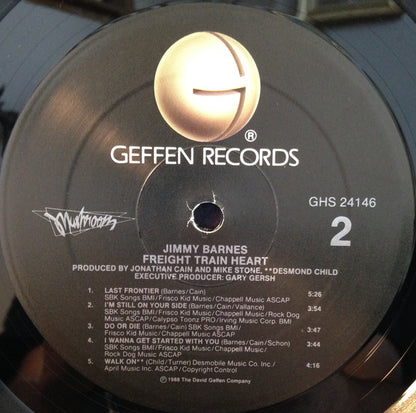 ®
GEFFEN RECORDS
GHS 24146
Mushroom
2
JIMMY BARNES
FREIGHT TRAIN HEART
PRODUCED BY JONATHAN CAIN AND MIKE STONE, **DESMOND CHILD
EXECUTIVE PRODUCER: GARY GERSH
1. LAST FRONTIER (Barnes/Cain) 5:26
SBK Songs BMI/Frisco Kid Music/Chappell Music ASCAP
2. I'M STILL ON YOUR SIDE (Barnes/Cain/Vallance) 3:54
SBK Songs BMI/Frisco Kid Music/Chappell Music/Rock Dog
Music ASCAP/Calypso Toonz PRO/Irving Music Corp. BMI
3. DO OR DIE (Barnes/Cain) SBK Songs BMI/ 3:47
Frisco Kid Music/Chappell Music ASCAP
4. I WANNA GET STARTED WITH YOU (Barnes/Cain/Schon) 3:44
SBK Songs BMI/Frisco Kid Music/Chappell Music/
Rock Dog Music ASCAP
5. WALK ON** (Child/Turner) Desmobile Music Co. Inc./ 4:16
April Music Inc. ASCAP/Copyright Control
Ⓟ 1988 The David Geffen Company